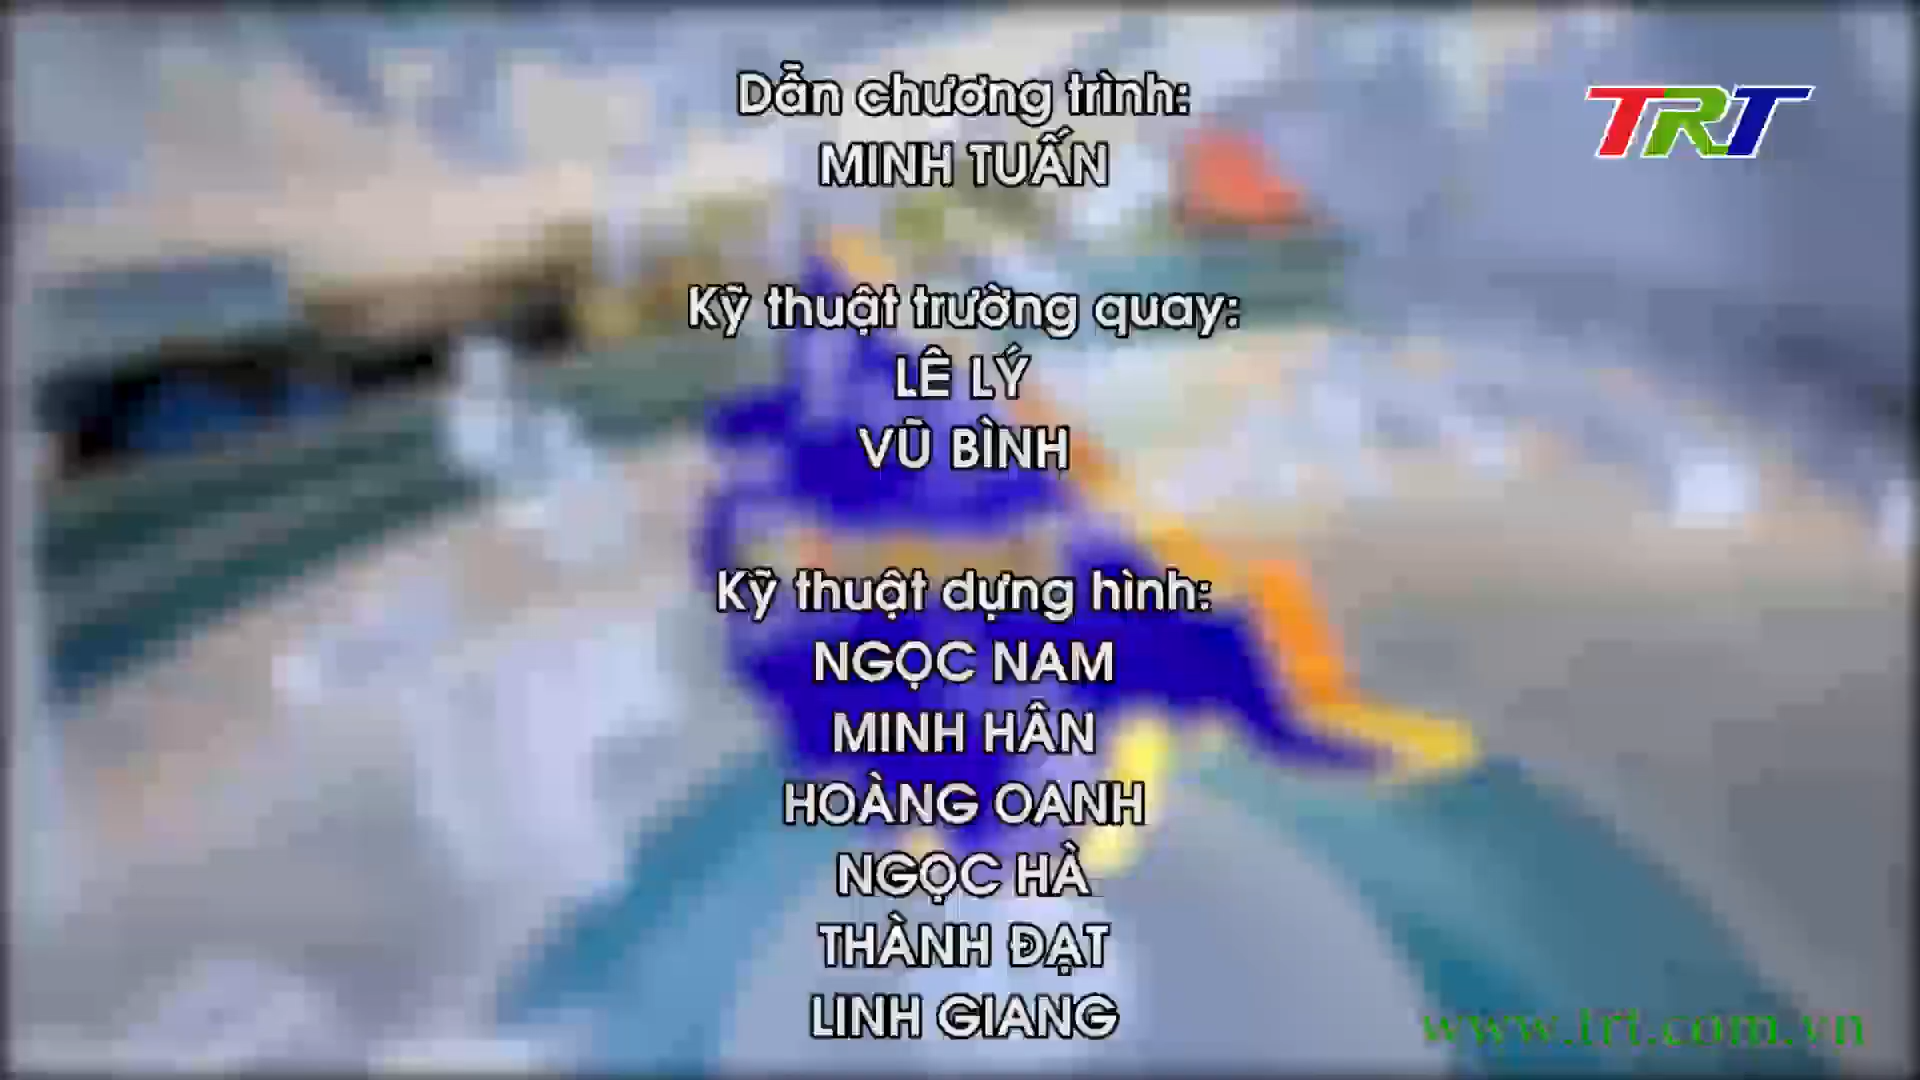 Dẫn chương trình:
MINH TUẤN
TRT
Kỹ thuật trường quay:
LÊ LÝ
VŨ BÌNH
Kỹ thuật dựng hình:
NGỌC NAM
MINH HÂN
HOÀNG OANH
NGỌC HÀ
THÀNH ĐẠT
LINH GIANG
www.trt.com.vn